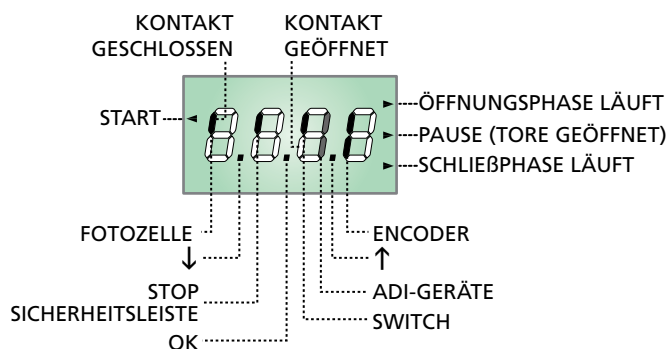 KONTAKT
GESCHLOSSEN
KONTAKT
GEÖFFNET
START
ÖFFNUNGSPHASE LÄUFT
PAUSE (TORE GEÖFFNET)
SCHLIEßPHASE LÄUFT
FOTOZELLE
↓
STOP
SICHERHEITSLEISTE
OK
ENCODER
↑
ADI-GERÄTE
SWITCH